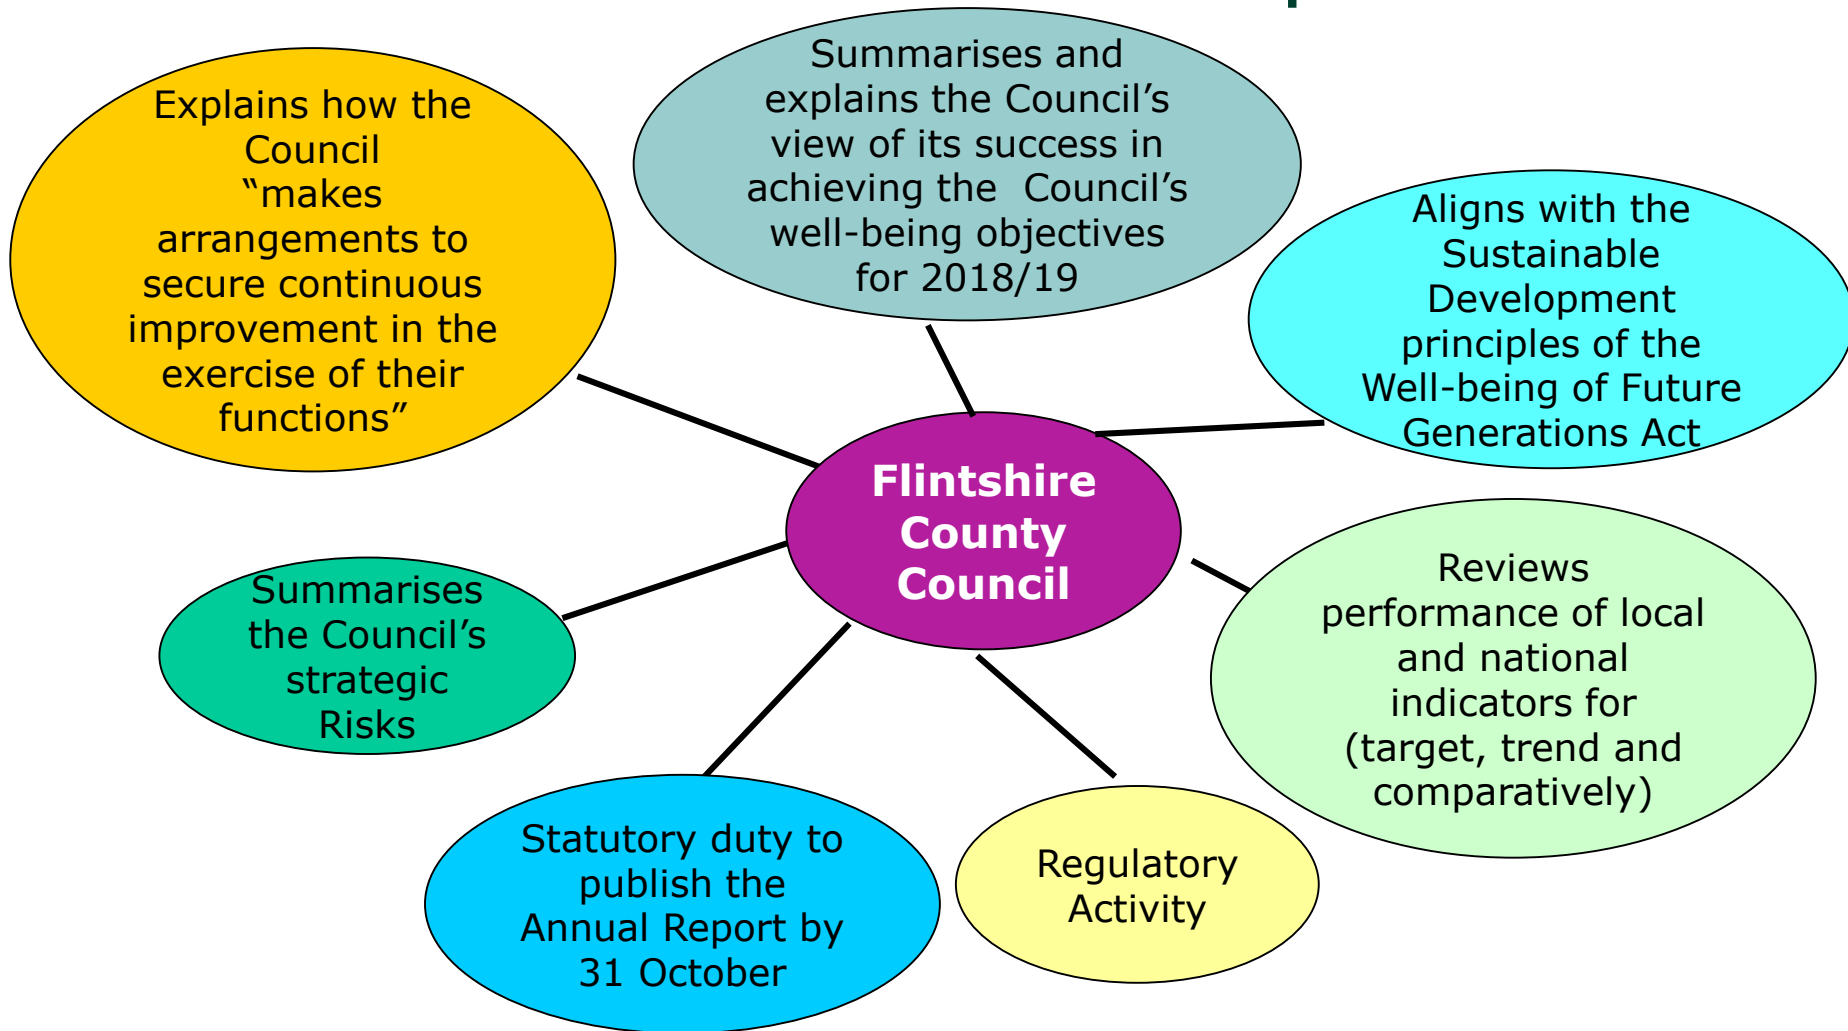 Summarises and
explains the Council’s
view of its success in
achieving the  Council’s
well-being objectives
for 2018/19
Explains how the
Council
“makes
arrangements to
secure continuous
improvement in the
exercise of their
functions”
Aligns with the
Sustainable
Development
principles of the
Well-being of Future
Generations Act
Flintshire
County
Council
Summarises
the Council’s
strategic
Risks
Reviews
performance of local
and national
indicators for
(target, trend and
comparatively)
Statutory duty to
publish the
Annual Report by
31 October
Regulatory
Activity